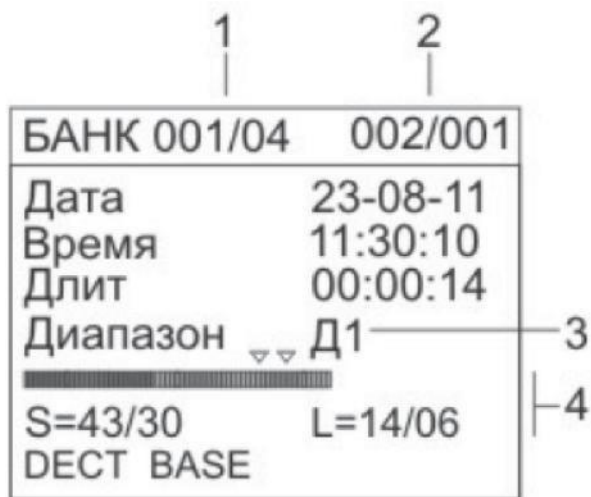 1 2
БАНК 001/04 002/001
Дата 23-08-11
Время 11:30:10
Длит 00:00:14
Диапазон Д1 3
4
S=43/30 L=14/06
DECT BASE